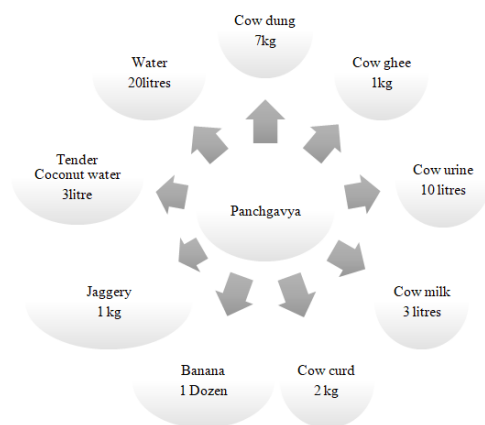 Cow dung
7kg
Cow ghee
1kg
Cow urine
10 litres
Cow milk
3 litres
Cow curd
2 kg
Banana
1 Dozen
Jaggery
1 kg
Tender
Coconut water
3litre
Water
20litres
Panchgavya